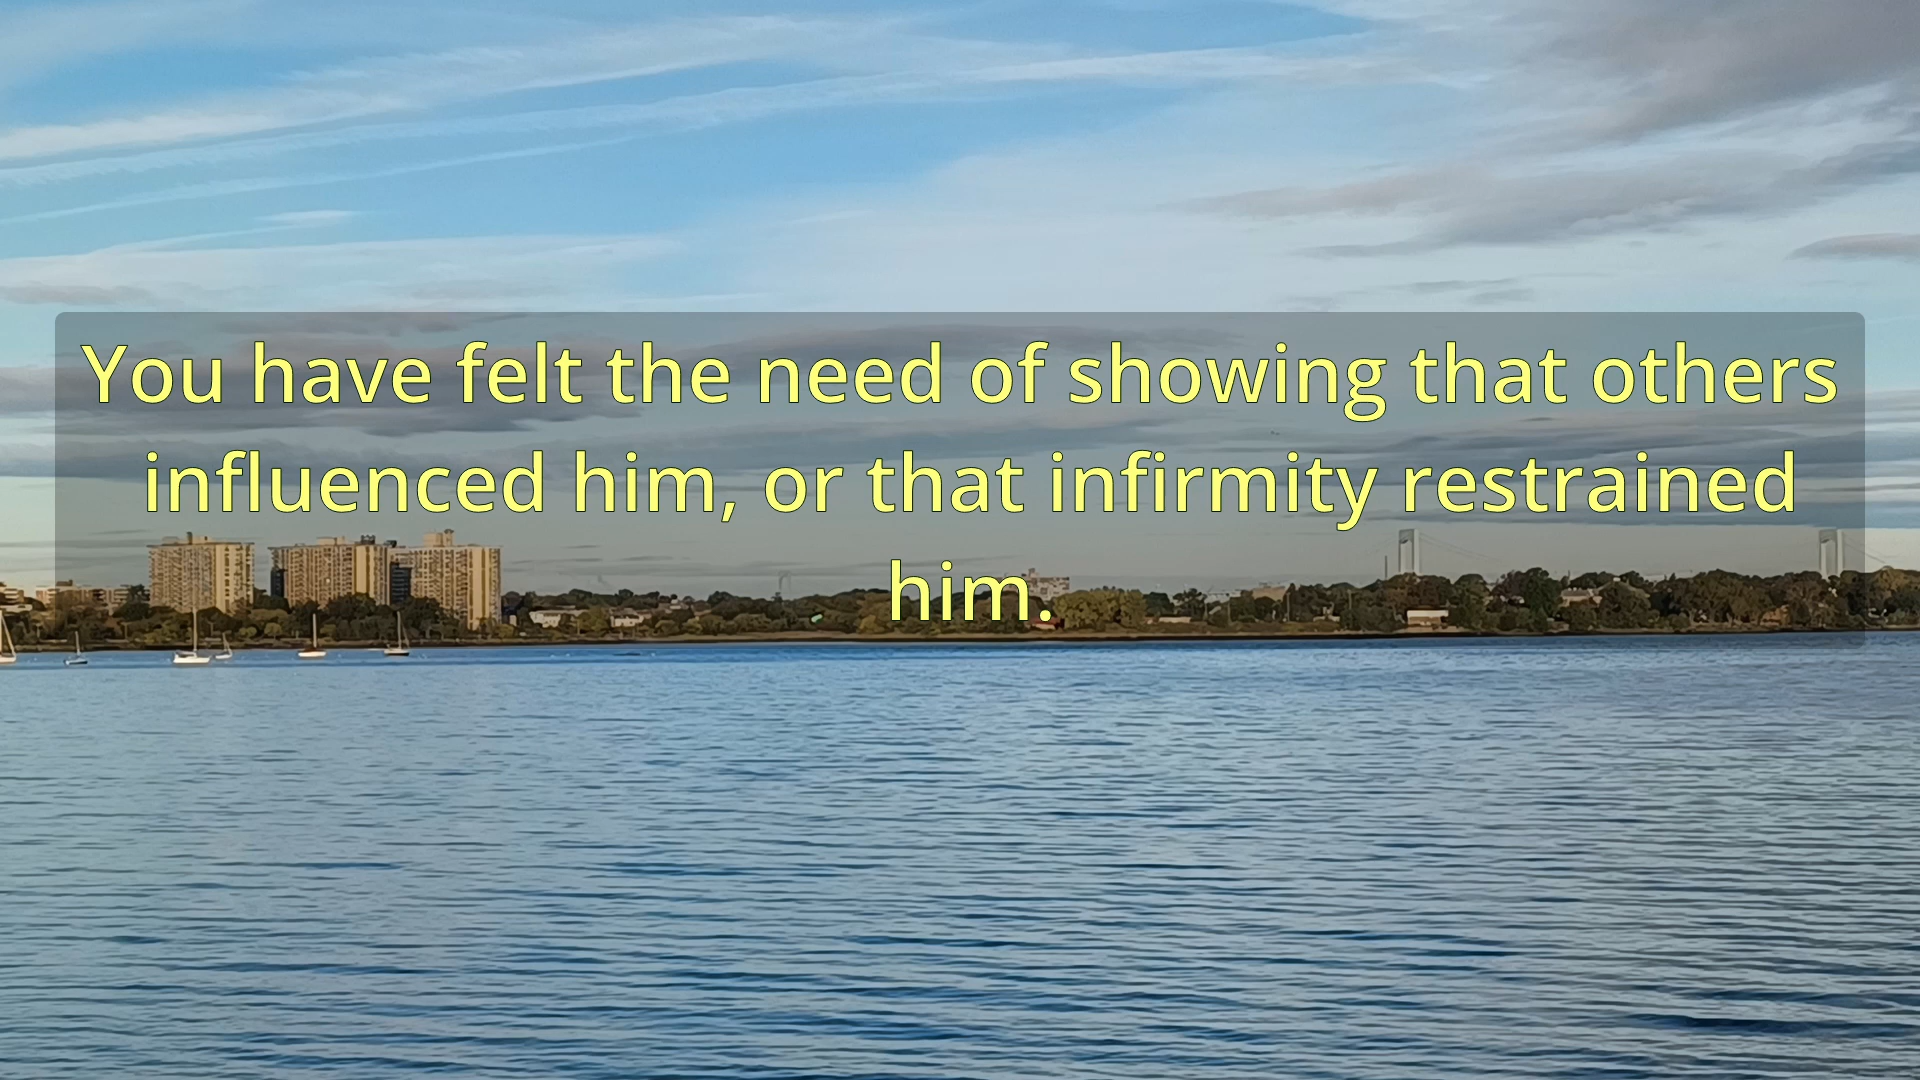 You have felt the need of showing that others
influenced him, or that infirmity restrained
him.